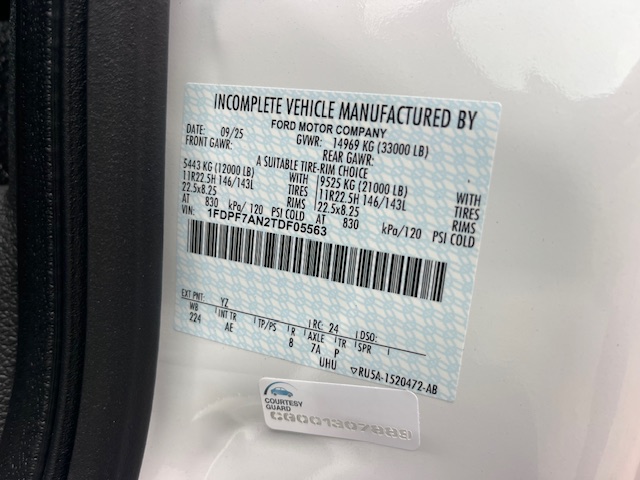 INCOMPLETE VEHICLE MANUFACTURED BY
FORD MOTOR COMPANY
DATE: 09/25 GVWR: 14969 KG (33000 LB)
FRONT GAWR: REAR GAWR:
A SUITABLE TIRE-RIM CHOICE
5443 KG (12000 LB) WITH 9525 KG (21000 LB) WITH
11R22.5H 146/143L TIRES 11R22.5H 146/143L TIRES
22.5x8.25 RIMS 22.5x8.25 RIMS
AT 830 kPa/120 PSI COLD AT 830 kPa/120 PSI COLD
VIN: 1FDPF7AN2TDF05563
EXT PNT: YZ RC: 24 DSO:
WB INT TR TP/PS R AXLE TR SPR
224 AE B 7A P
UHU ▽RU5A-1520472-AB
COURTESY
GUARD
CG001307889